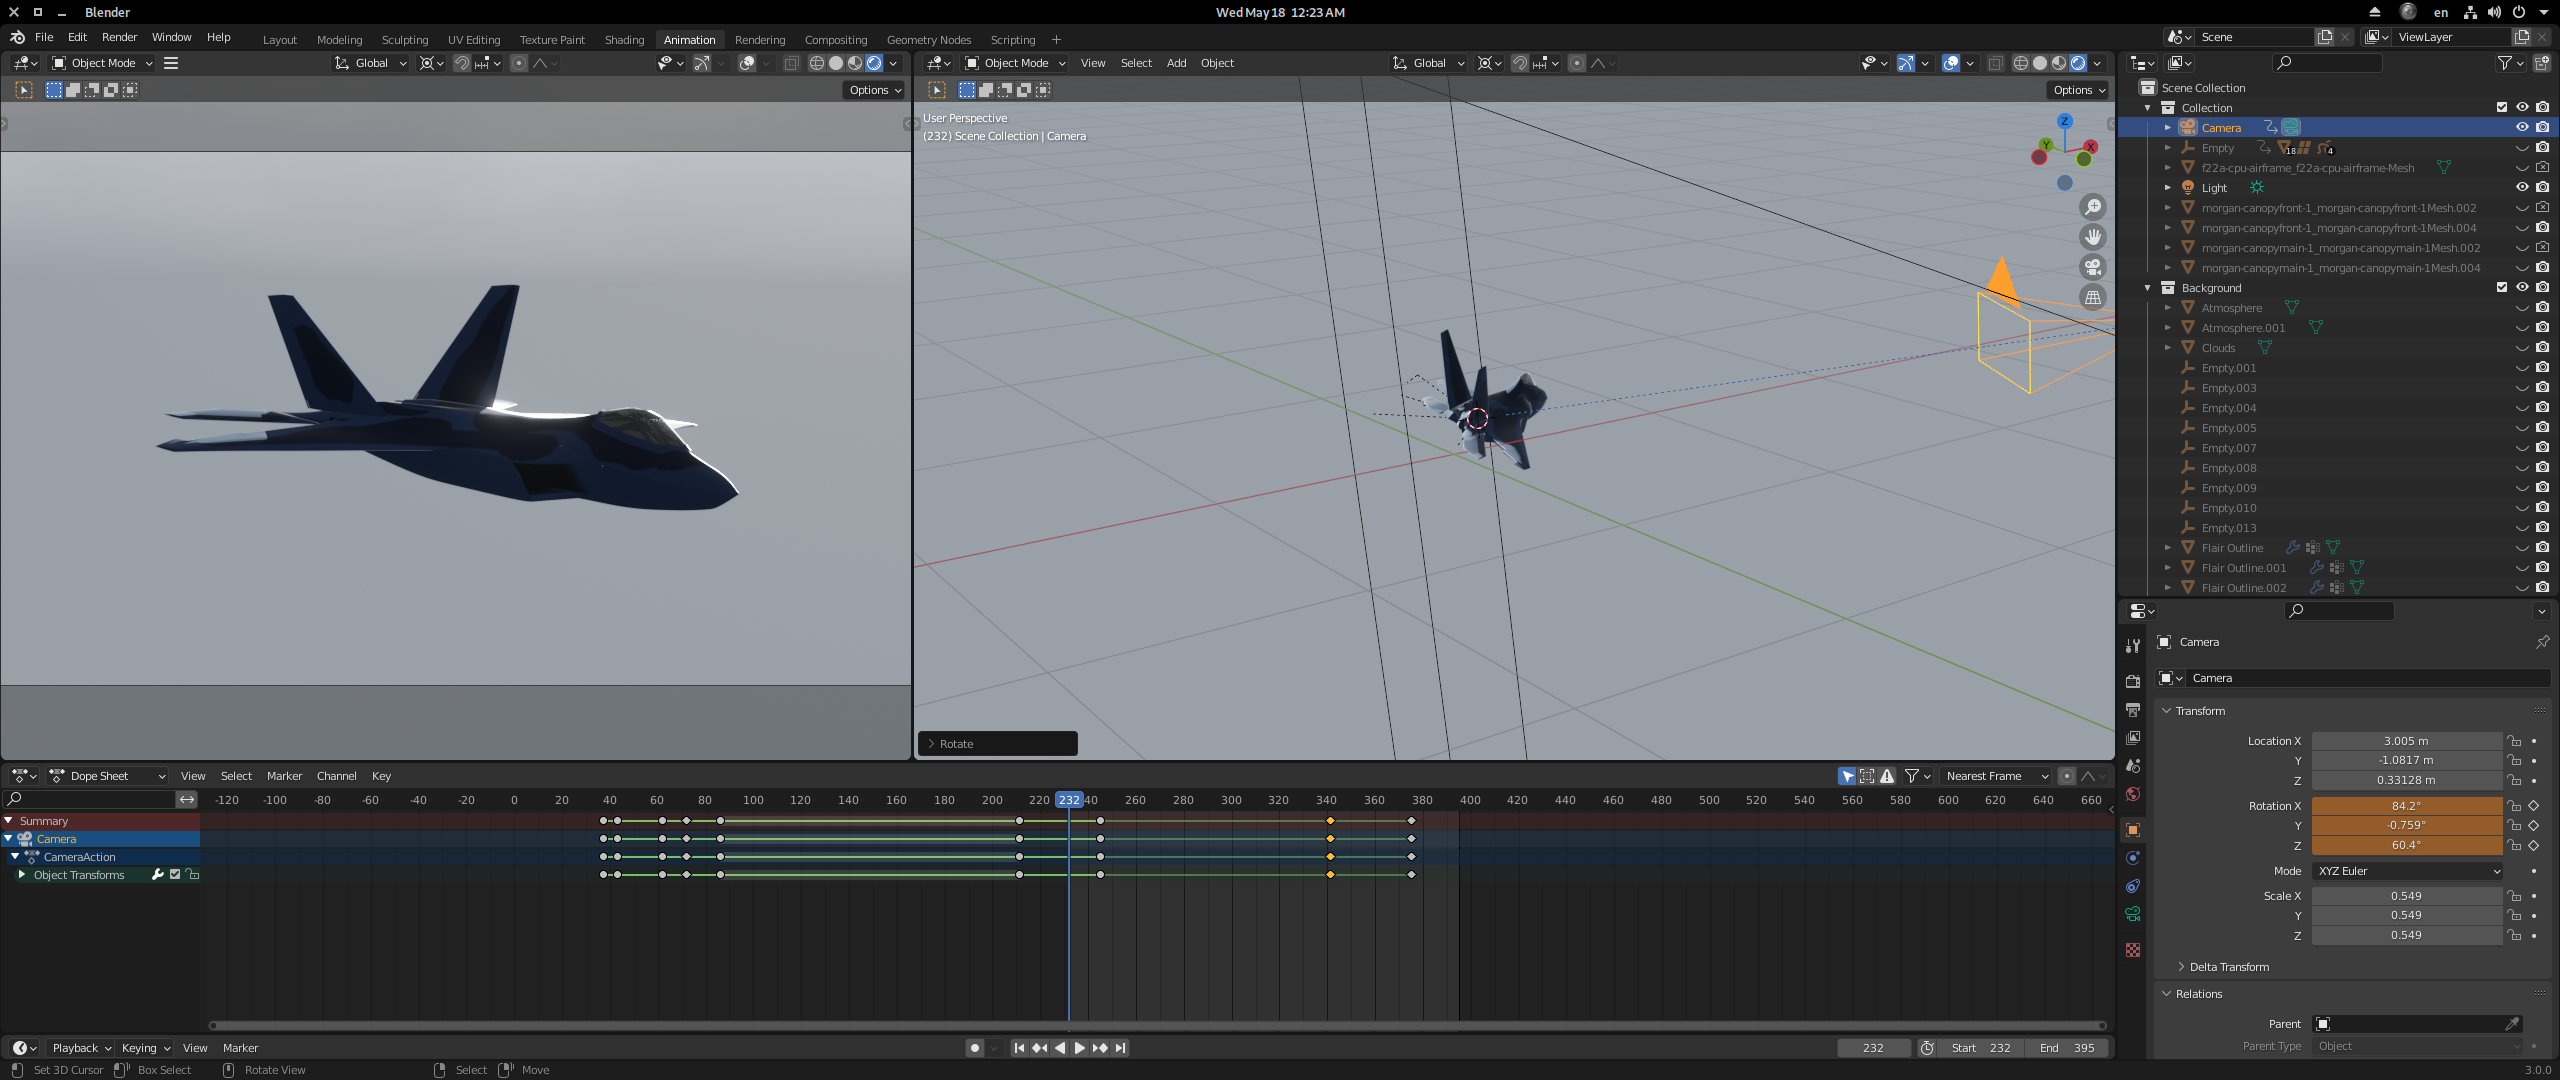 Blender
Wed May 18 12:23 AM
en
File Edit Render Window Help
Layout Modeling Sculpting UV Editing Texture Paint Shading Animation Rendering Compositing Geometry Nodes Scripting +
Scene
ViewLayer
Object Mode
Global
Object Mode View Select Add Object
Global
Options
Options
User Perspective
(232) Scene Collection | Camera
Z
Y
X
Rotate
Scene Collection
Collection
Camera
Empty 18 4
f22a-cpu-airframe_f22a-cpu-airframe-Mesh
Light
morgan-canopyfront-1_morgan-canopyfront-1Mesh.002
morgan-canopyfront-1_morgan-canopyfront-1Mesh.004
morgan-canopymain-1_morgan-canopymain-1Mesh.002
morgan-canopymain-1_morgan-canopymain-1Mesh.004
Background
Atmosphere
Atmosphere.001
Clouds
Empty.001
Empty.003
Empty.004
Empty.005
Empty.007
Empty.008
Empty.009
Empty.010
Empty.013
Flair Outline
Flair Outline.001
Flair Outline.002
Camera
Camera
Transform
Location X 3.005 m
Y -1.0817 m
Z 0.33128 m
Rotation X 84.2°
Y -0.759°
Z 60.4°
Mode XYZ Euler
Scale X 0.549
Y 0.549
Z 0.549
Delta Transform
Relations
Parent
Parent Type Object
Dope Sheet View Select Marker Channel Key
Nearest Frame
-120 -100 -80 -60 -40 -20 0 20 40 60 80 100 120 140 160 180 200 220 232 40 260 280 300 320 340 360 380 400 420 440 460 480 500 520 540 560 580 600 620 640 660
Summary
Camera
CameraAction
Object Transforms
Playback Keying View Marker
232 Start 232 End 395
Set 3D Cursor Box Select Rotate View Select Move
3.0.0